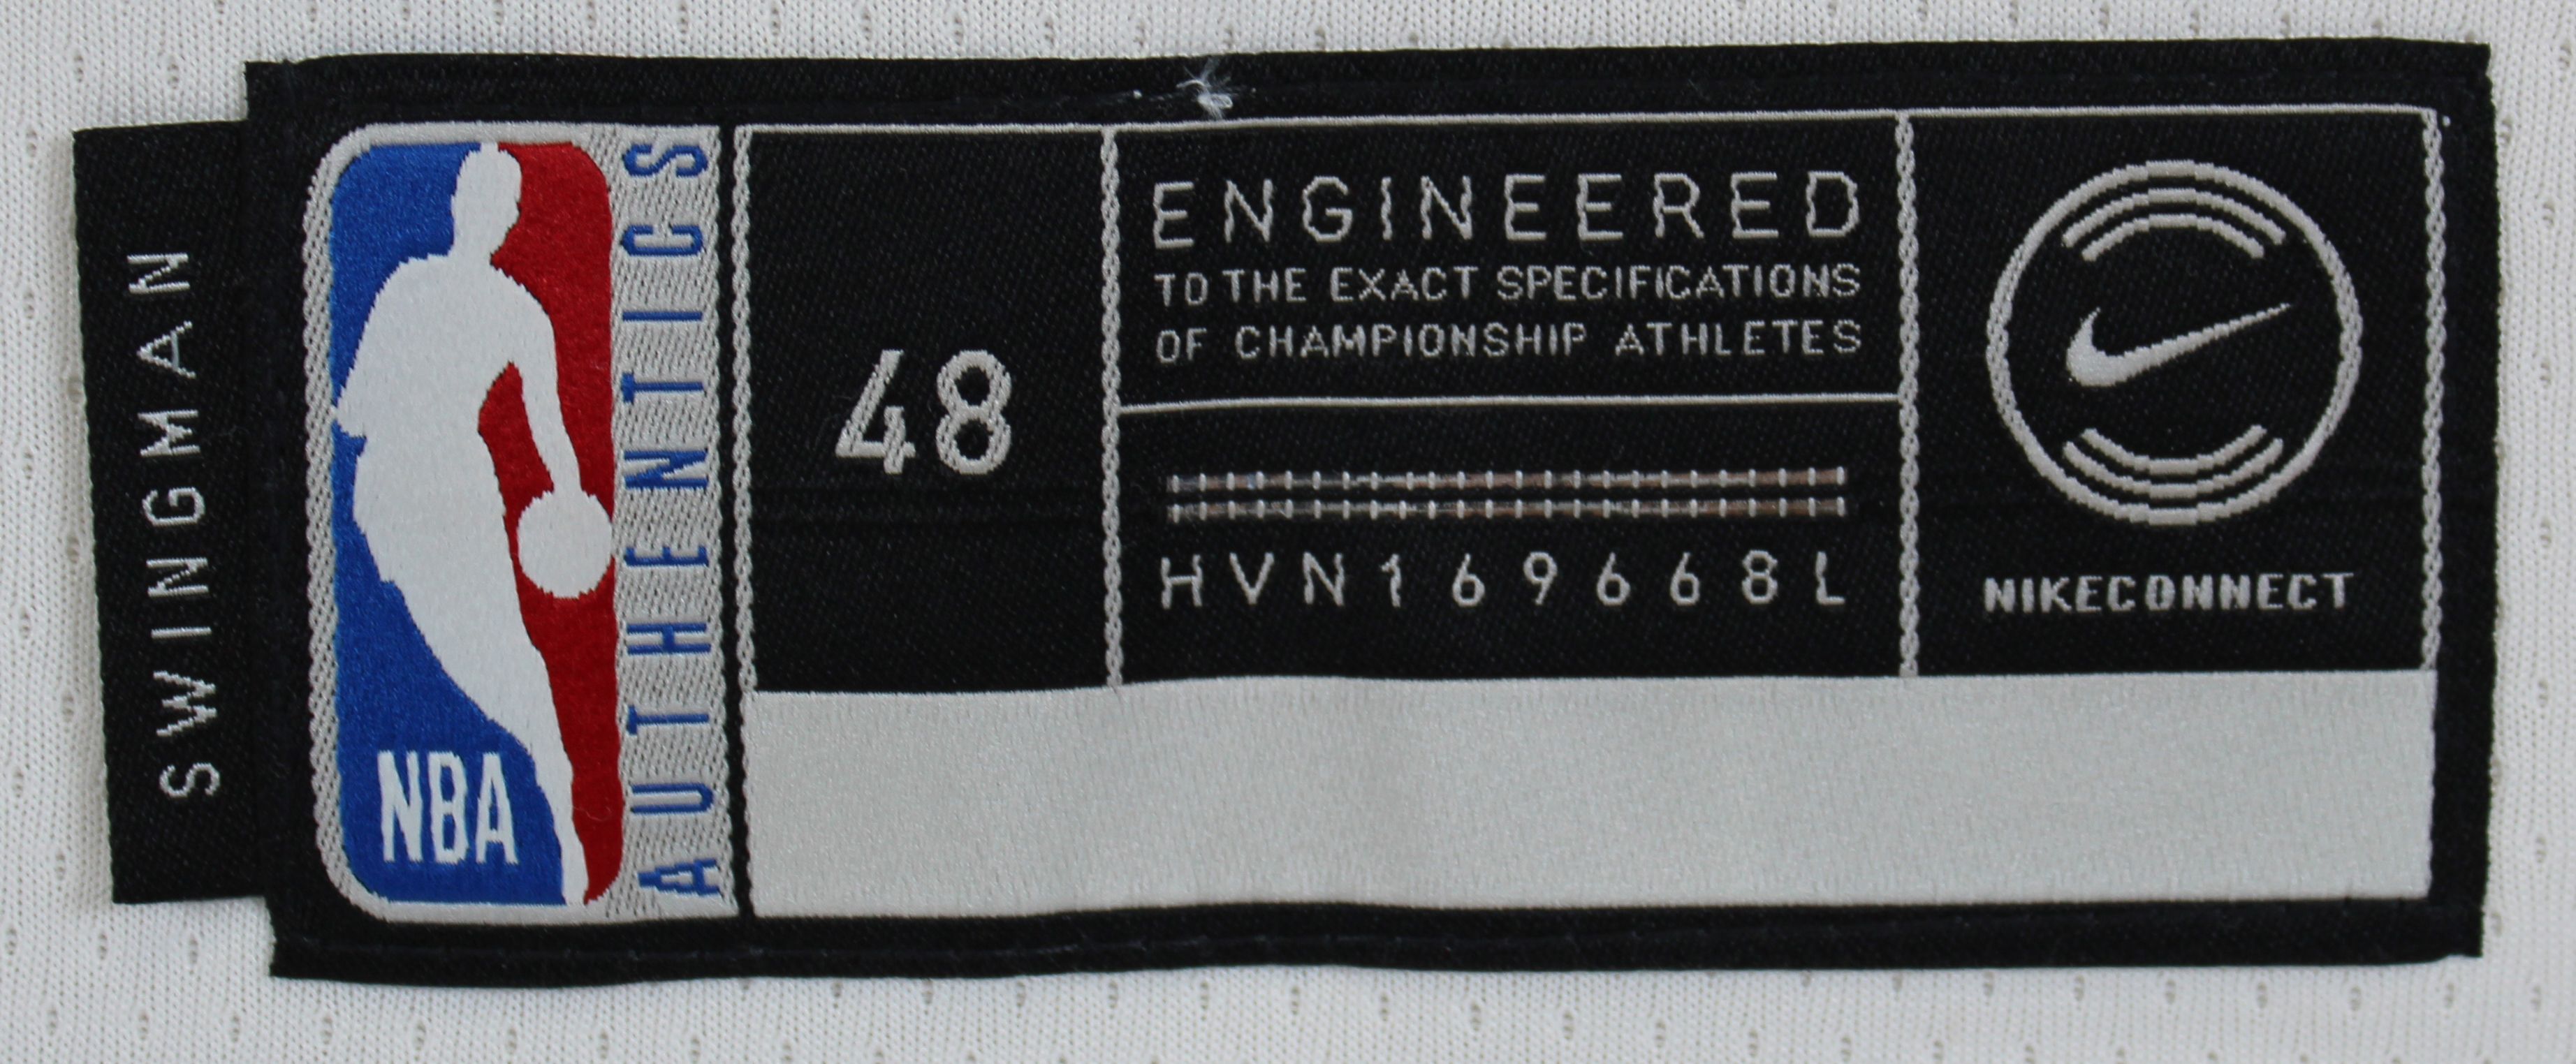 SWINGMAN
NBA
AUTHENTICS
48
ENGINEERED
TO THE EXACT SPECIFICATIONS
OF CHAMPIONSHIP ATHLETES
HVN169668L
NIKECONNECT